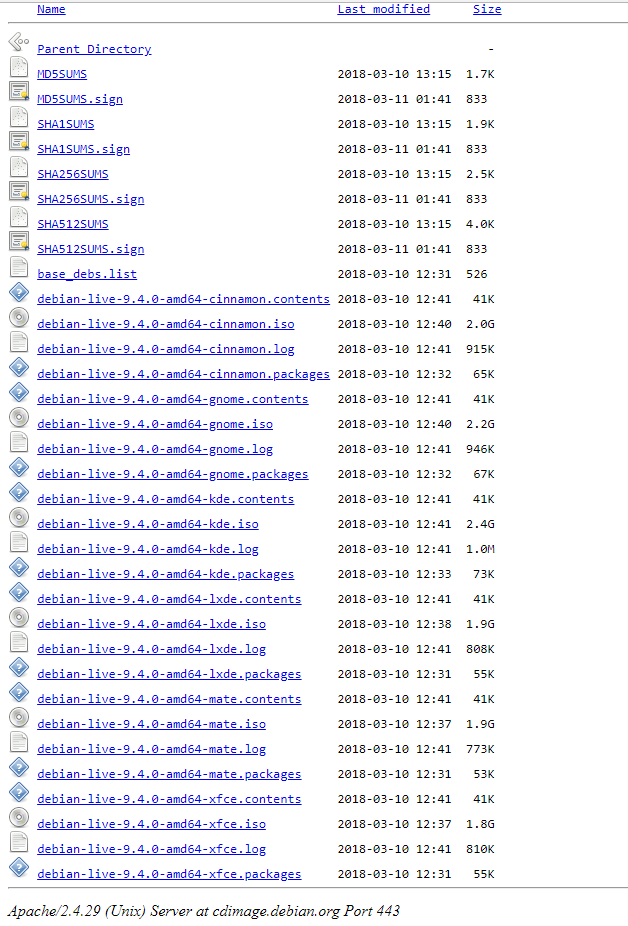 Name Last modified Size
Parent Directory -
MD5SUMS 2018-03-10 13:15 1.7K
MD5SUMS.sign 2018-03-11 01:41 833
SHA1SUMS 2018-03-10 13:15 1.9K
SHA1SUMS.sign 2018-03-11 01:41 833
SHA256SUMS 2018-03-10 13:15 2.5K
SHA256SUMS.sign 2018-03-11 01:41 833
SHA512SUMS 2018-03-10 13:15 4.0K
SHA512SUMS.sign 2018-03-11 01:41 833
base_debs.list 2018-03-10 12:31 526
debian-live-9.4.0-amd64-cinnamon.contents 2018-03-10 12:41 41K
debian-live-9.4.0-amd64-cinnamon.iso 2018-03-10 12:40 2.0G
debian-live-9.4.0-amd64-cinnamon.log 2018-03-10 12:41 915K
debian-live-9.4.0-amd64-cinnamon.packages 2018-03-10 12:32 65K
debian-live-9.4.0-amd64-gnome.contents 2018-03-10 12:41 41K
debian-live-9.4.0-amd64-gnome.iso 2018-03-10 12:40 2.2G
debian-live-9.4.0-amd64-gnome.log 2018-03-10 12:41 946K
debian-live-9.4.0-amd64-gnome.packages 2018-03-10 12:32 67K
debian-live-9.4.0-amd64-kde.contents 2018-03-10 12:41 41K
debian-live-9.4.0-amd64-kde.iso 2018-03-10 12:41 2.4G
debian-live-9.4.0-amd64-kde.log 2018-03-10 12:41 1.0M
debian-live-9.4.0-amd64-kde.packages 2018-03-10 12:33 73K
debian-live-9.4.0-amd64-lxde.contents 2018-03-10 12:41 41K
debian-live-9.4.0-amd64-lxde.iso 2018-03-10 12:38 1.9G
debian-live-9.4.0-amd64-lxde.log 2018-03-10 12:41 808K
debian-live-9.4.0-amd64-lxde.packages 2018-03-10 12:31 55K
debian-live-9.4.0-amd64-mate.contents 2018-03-10 12:41 41K
debian-live-9.4.0-amd64-mate.iso 2018-03-10 12:37 1.9G
debian-live-9.4.0-amd64-mate.log 2018-03-10 12:41 773K
debian-live-9.4.0-amd64-mate.packages 2018-03-10 12:31 53K
debian-live-9.4.0-amd64-xfce.contents 2018-03-10 12:41 41K
debian-live-9.4.0-amd64-xfce.iso 2018-03-10 12:37 1.8G
debian-live-9.4.0-amd64-xfce.log 2018-03-10 12:41 810K
debian-live-9.4.0-amd64-xfce.packages 2018-03-10 12:31 55K
Apache/2.4.29 (Unix) Server at cdimage.debian.org Port 443